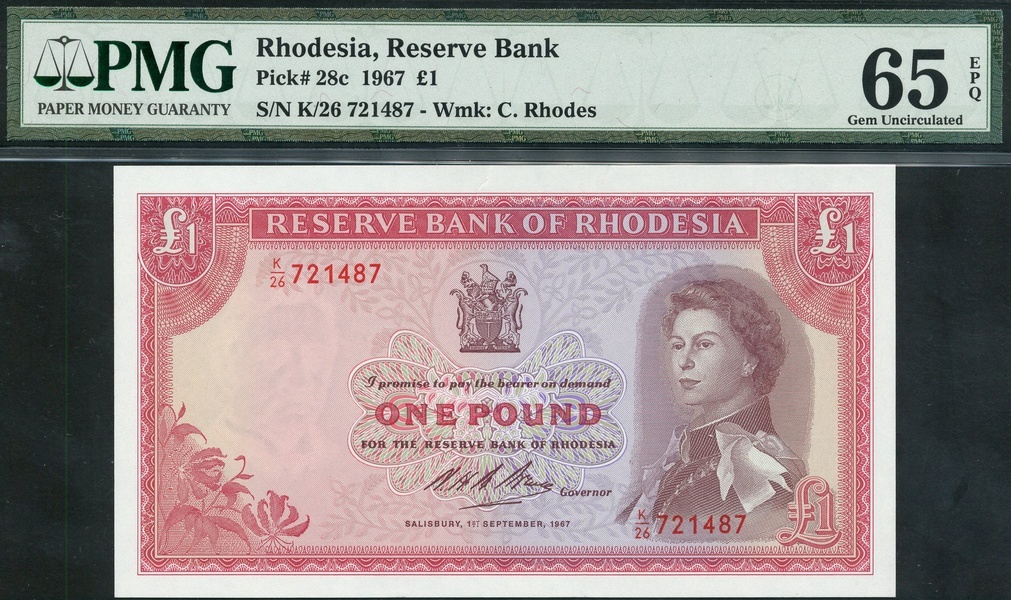 PMG
PAPER MONEY GUARANTY
Rhodesia, Reserve Bank
Pick# 28c 1967 £1
S/N K/26 721487 - Wmk: C. Rhodes
65
EPQ
Gem Uncirculated
£1
RESERVE BANK OF RHODESIA
£1
K/26 721487
I promise to pay the bearer on demand
ONE POUND
FOR THE RESERVE BANK OF RHODESIA
Governor
SALISBURY, 1ST SEPTEMBER, 1967
K/26 721487
£1